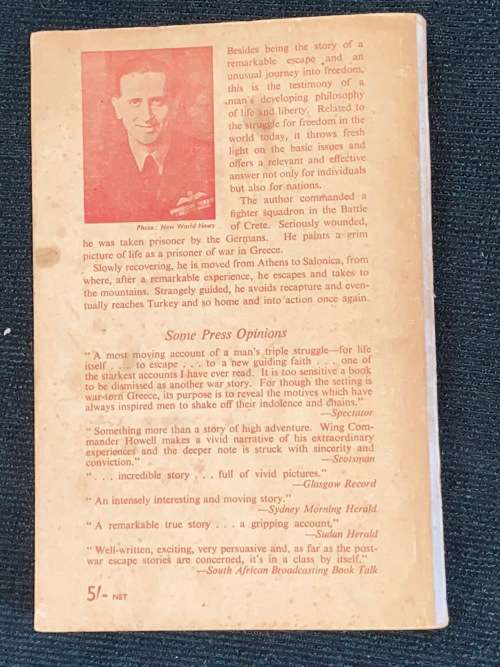 Besides being the story of a
remarkable escape and an
unusual journey into freedom,
this is the testimony of a
man's developing philosophy
of life and liberty. Related to
the struggle for freedom in the
world today, it throws fresh
light on the basic issues and
offers a relevant and effective
answer not only for individuals
but also for nations.
The author commanded a
fighter squadron in the Battle
of Crete. Seriously wounded,
Photo: New World News
he was taken prisoner by the Germans. He paints a grim
picture of life as a prisoner of war in Greece.
Slowly recovering, he is moved from Athens to Salonica, from
where, after a remarkable experience, he escapes and takes to
the mountains. Strangely guided, he avoids recapture and even-
tually reaches Turkey and so home and into action once again.
Some Press Opinions
" A most moving account of a man's triple struggle—for life
itself . . . to escape . . . to a new guiding faith . . . one of
the starkest accounts I have ever read. It is too sensitive a book
to be dismissed as another war story. For though the setting is
war-torn Greece, its purpose is to reveal the motives which have
always inspired men to shake off their indolence and chains."
—Spectator
" Something more than a story of high adventure. Wing Com-
mander Howell makes a vivid narrative of his extraordinary
experiences and the deeper note is struck with sincerity and
conviction."
—Scotsman
" . . . incredible story . . . full of vivid pictures."
—Glasgow Record
" An intensely interesting and moving story."
—Sydney Morning Herald
" A remarkable true story . . . a gripping account,"
—Sudan Herald
" Well-written, exciting, very persuasive and, as far as the post-
war escape stories are concerned, it's in a class by itself."
—South African Broadcasting Book Talk
5/- NET